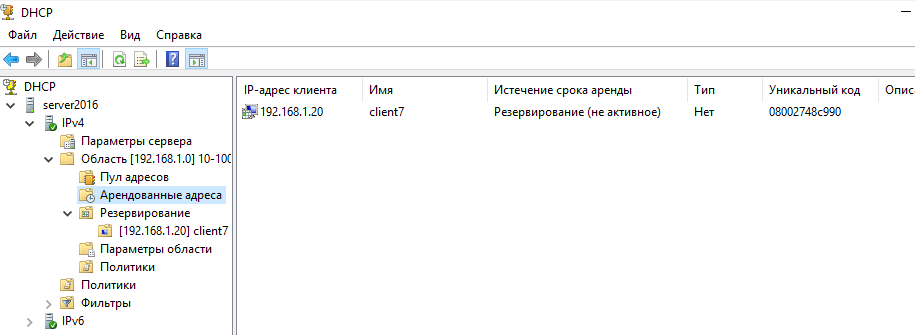 DHCP
Файл Действие Вид Справка
DHCP
server2016
IPv4
Параметры сервера
Область [192.168.1.0] 10-100
Пул адресов
Арендованные адреса
Резервирование
[192.168.1.20] client7
Параметры области
Политики
Политики
Фильтры
IPv6
IP-адрес клиента Имя Истечение срока аренды Тип Уникальный код Описа
192.168.1.20 client7 Резервирование (не активное) Нет 08002748c990